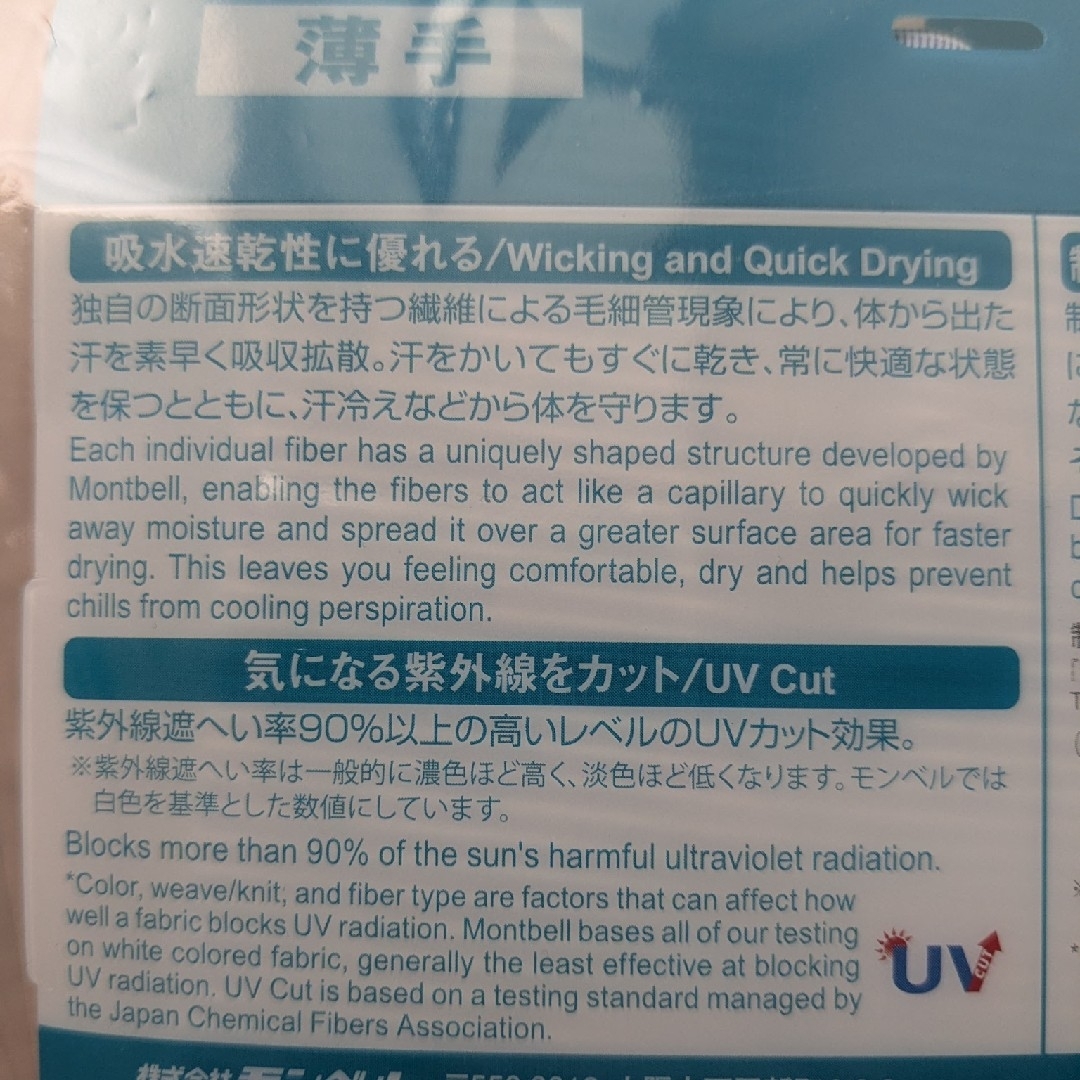 薄手
吸水速乾性に優れる/Wicking and Quick Drying
独自の断面形状を持つ繊維による毛細管現象により、体から出た
汗を素早く吸収拡散。汗をかいてもすぐに乾き、常に快適な状態
を保つとともに、汗冷えなどから体を守ります。
Each individual fiber has a uniquely shaped structure developed by
Montbell, enabling the fibers to act like a capillary to quickly wick
away moisture and spread it over a greater surface area for faster
drying. This leaves you feeling comfortable, dry and helps prevent
chills from cooling perspiration.
気になる紫外線をカット/UV Cut
紫外線遮へい率90%以上の高いレベルのUVカット効果。
※紫外線遮へい率は一般的に濃色ほど高く、淡色ほど低くなります。モンベルでは
白色を基準とした数値にしています。
Blocks more than 90% of the sun's harmful ultraviolet radiation.
*Color, weave/knit, and fiber type are factors that can affect how
well a fabric blocks UV radiation. Montbell bases all of our testing
on white colored fabric, generally the least effective at blocking
UV radiation. UV Cut is based on a testing standard managed by
the Japan Chemical Fibers Association.
UV CUT
株式会社モンベル